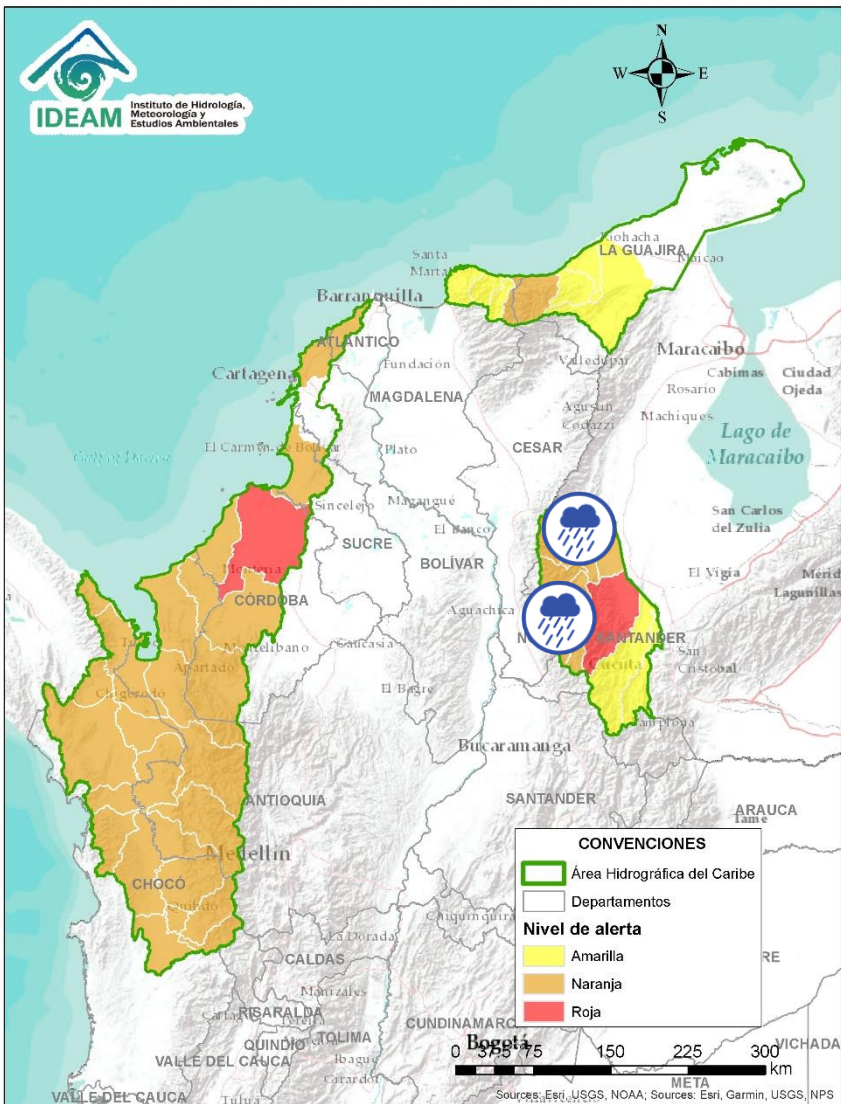 IDEAM
Instituto de Hidrología,
Meteorología y
Estudios Ambientales
N
W
E
S
Riohacha
LA GUAJIRA
Maicao
Santa
Marta
Barranquilla
ATLÁNTICO
Cartagena
Fundación
Valledupar
Maracaibo
Cabimas
Ciudad
Ojeda
Rosario
MAGDALENA
Agustín
Codazzi
Machiques
Lago de
Maracaibo
El Carmen de Bolívar
Plato
CESAR
Sincelejo
Magangué
San Carlos
del Zulia
El Banco
SUCRE
BOLÍVAR
Montería
El Vigía
Mérid
Lagunillas
CÓRDOBA
Aguachica
N
SANTANDER
Caucasia
Cúcuta
San
Cristóbal
Montelíbano
Apartadó
El Bagre
Chigorodó
Pamplona
Bucaramanga
SANTANDER
ANTIOQUIA
ARAUCA
Tame
Medellín
CHOCÓ
Quibdó
Chiquinquirá
La Dorada
CALDAS
Manizales
RISARALDA
Pereira
CUNDINAMARC
QUINDÍO
TOLIMA
Bogotá
VALLE DEL CAUCA
Ibagué
Girardot
VALLE DEL CAUCA
Tuluá
META
VICHADA
RE
CONVENCIONES
Área Hidrográfica del Caribe
Departamentos
Nivel de alerta
Amarilla
Naranja
Roja
0 37.5 75 150 225 300
km
Sources: Esri, USGS, NOAA; Sources: Esri, Garmin, USGS, NPS